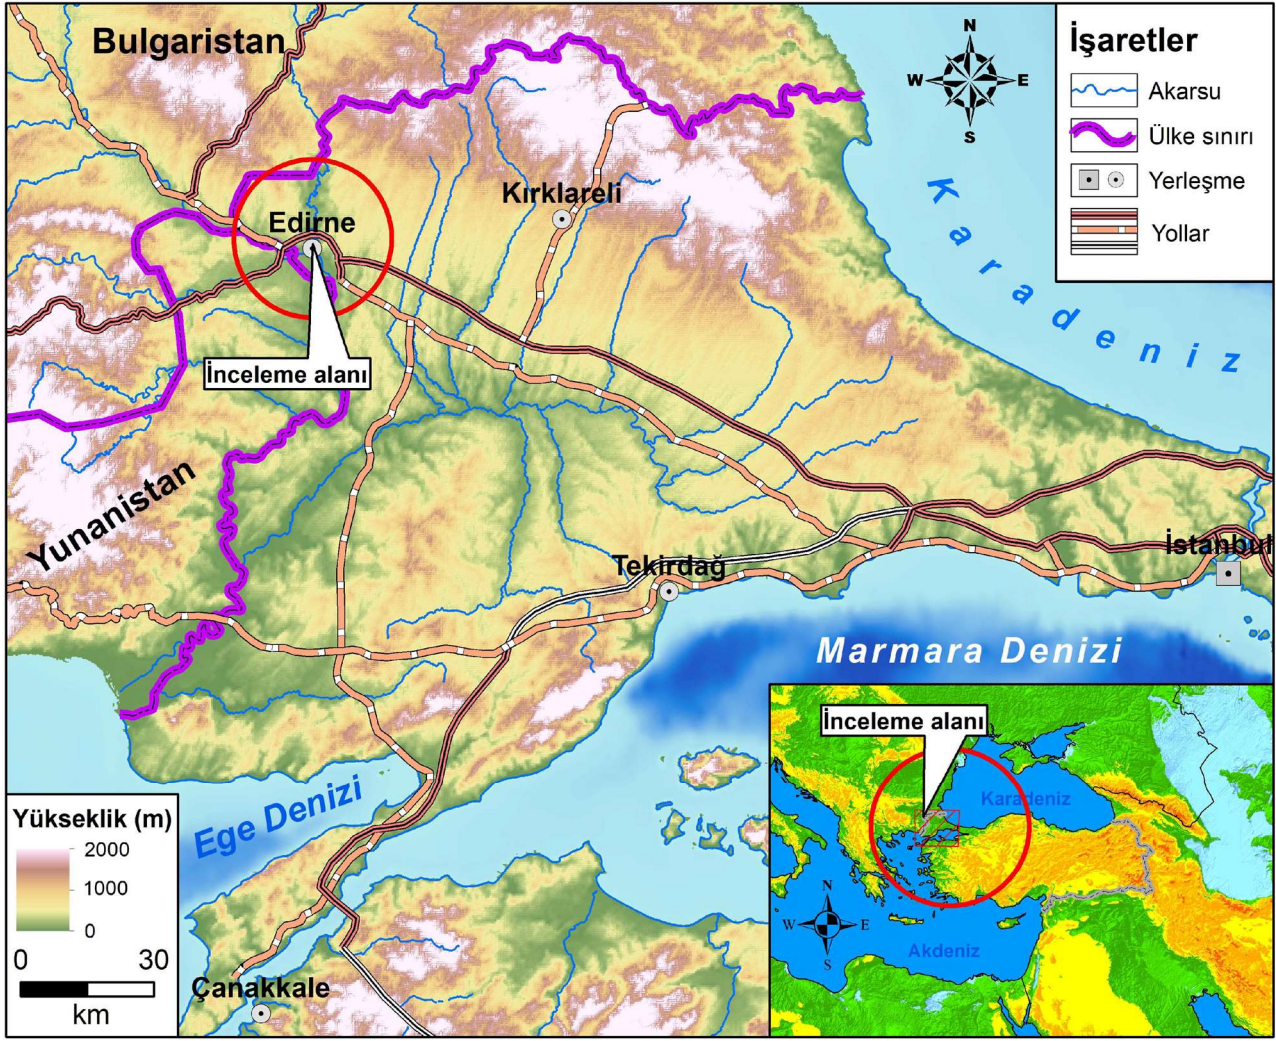 Bulgaristan
N
W E
S
İşaretler
Akarsu
Ülke sınırı
Yerleşme
Yollar
Karadeniz
Kırklareli
Edirne
İnceleme alanı
Yunanistan
Tekirdağ
İstanbul
Marmara Denizi
Ege Denizi
Çanakkale
Yükseklik (m)
2000
1000
0
0 30
km
İnceleme alanı
Karadeniz
N
W E
S
Akdeniz